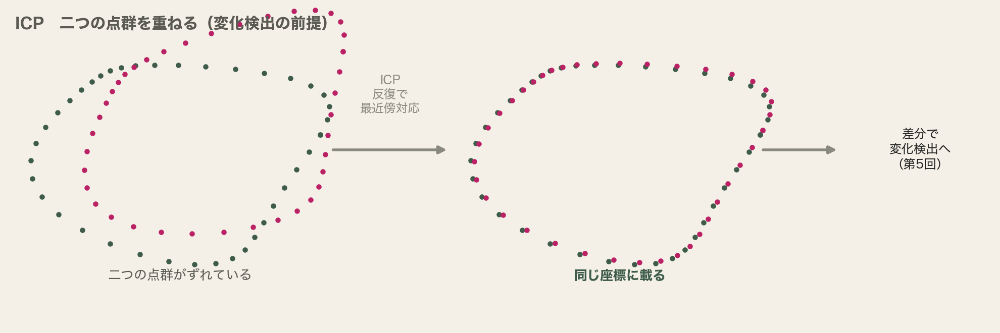 ICP　二つの点群を重ねる（変化検出の前提）
ICP
反復で
最近傍対応
差分で
変化検出へ
（第5回）
二つの点群がずれている
同じ座標に載る